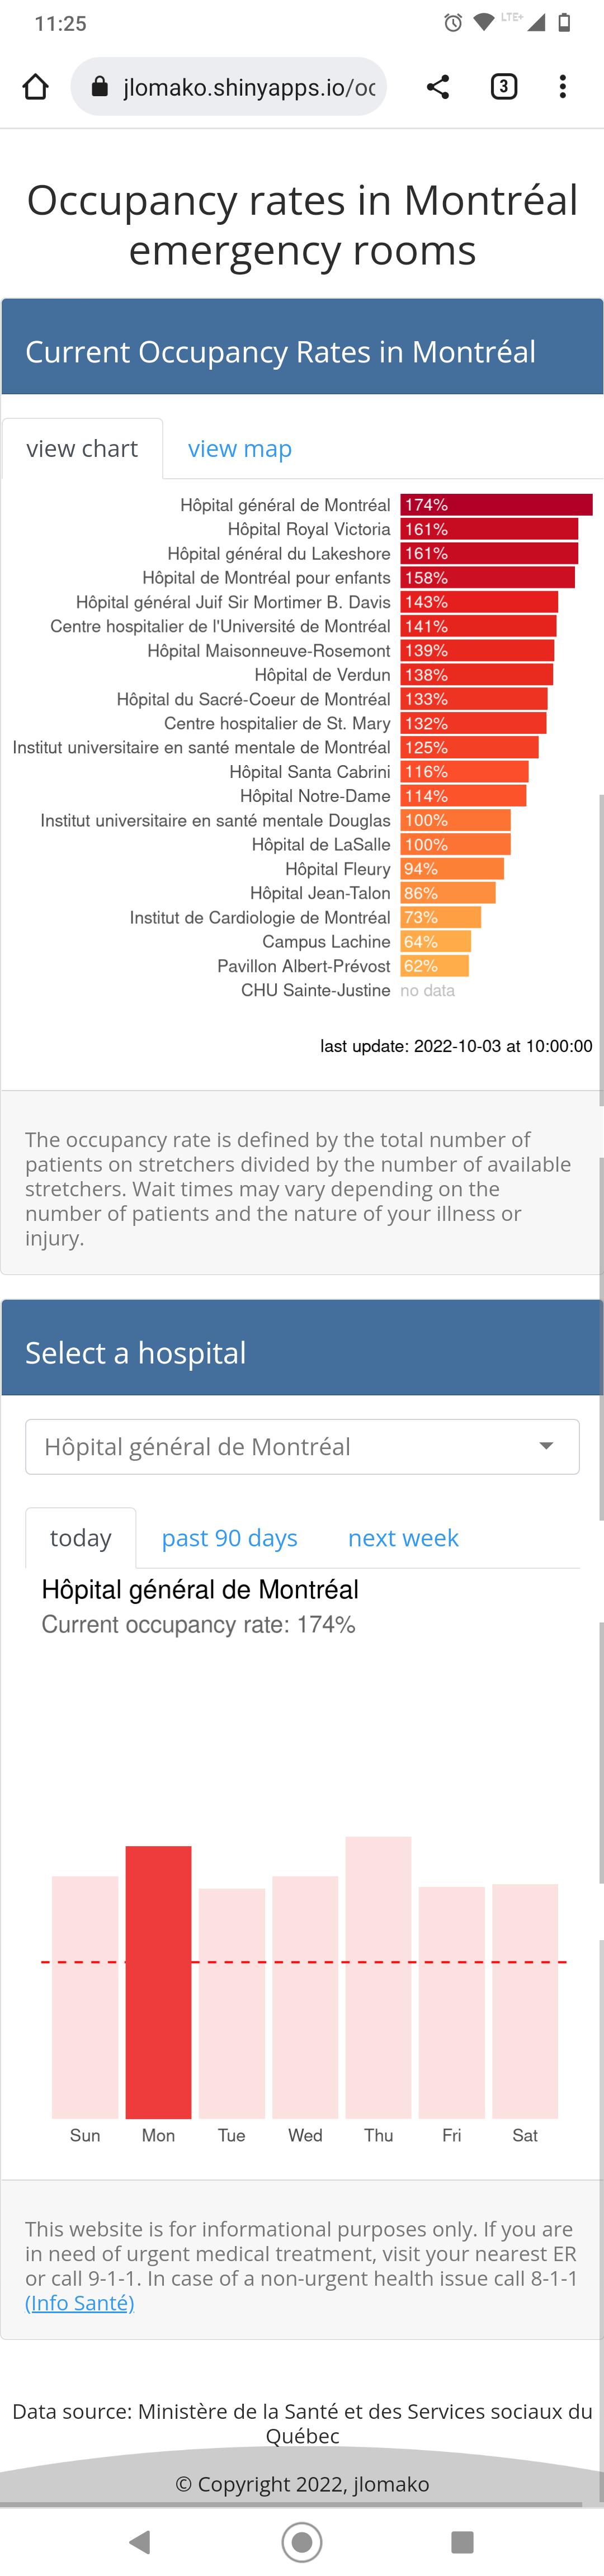 11:25
LTE+
jlomako.shinyapps.io/oc
3
Occupancy rates in Montréal
emergency rooms
Current Occupancy Rates in Montréal
view chart view map
Hôpital général de Montréal 174%
Hôpital Royal Victoria 161%
Hôpital général du Lakeshore 161%
Hôpital de Montréal pour enfants 158%
Hôpital général Juif Sir Mortimer B. Davis 143%
Centre hospitalier de l'Université de Montréal 141%
Hôpital Maisonneuve-Rosemont 139%
Hôpital de Verdun 138%
Hôpital du Sacré-Coeur de Montréal 133%
Centre hospitalier de St. Mary 132%
Institut universitaire en santé mentale de Montréal 125%
Hôpital Santa Cabrini 116%
Hôpital Notre-Dame 114%
Institut universitaire en santé mentale Douglas 100%
Hôpital de LaSalle 100%
Hôpital Fleury 94%
Hôpital Jean-Talon 86%
Institut de Cardiologie de Montréal 73%
Campus Lachine 64%
Pavillon Albert-Prévost 62%
CHU Sainte-Justine no data
last update: 2022-10-03 at 10:00:00
The occupancy rate is defined by the total number of
patients on stretchers divided by the number of available
stretchers. Wait times may vary depending on the
number of patients and the nature of your illness or
injury.
Select a hospital
Hôpital général de Montréal
today past 90 days next week
Hôpital général de Montréal
Current occupancy rate: 174%
Sun Mon Tue Wed Thu Fri Sat
This website is for informational purposes only. If you are
in need of urgent medical treatment, visit your nearest ER
or call 9-1-1. In case of a non-urgent health issue call 8-1-1
(Info Santé)
Data source: Ministère de la Santé et des Services sociaux du
Québec
© Copyright 2022, jlomako